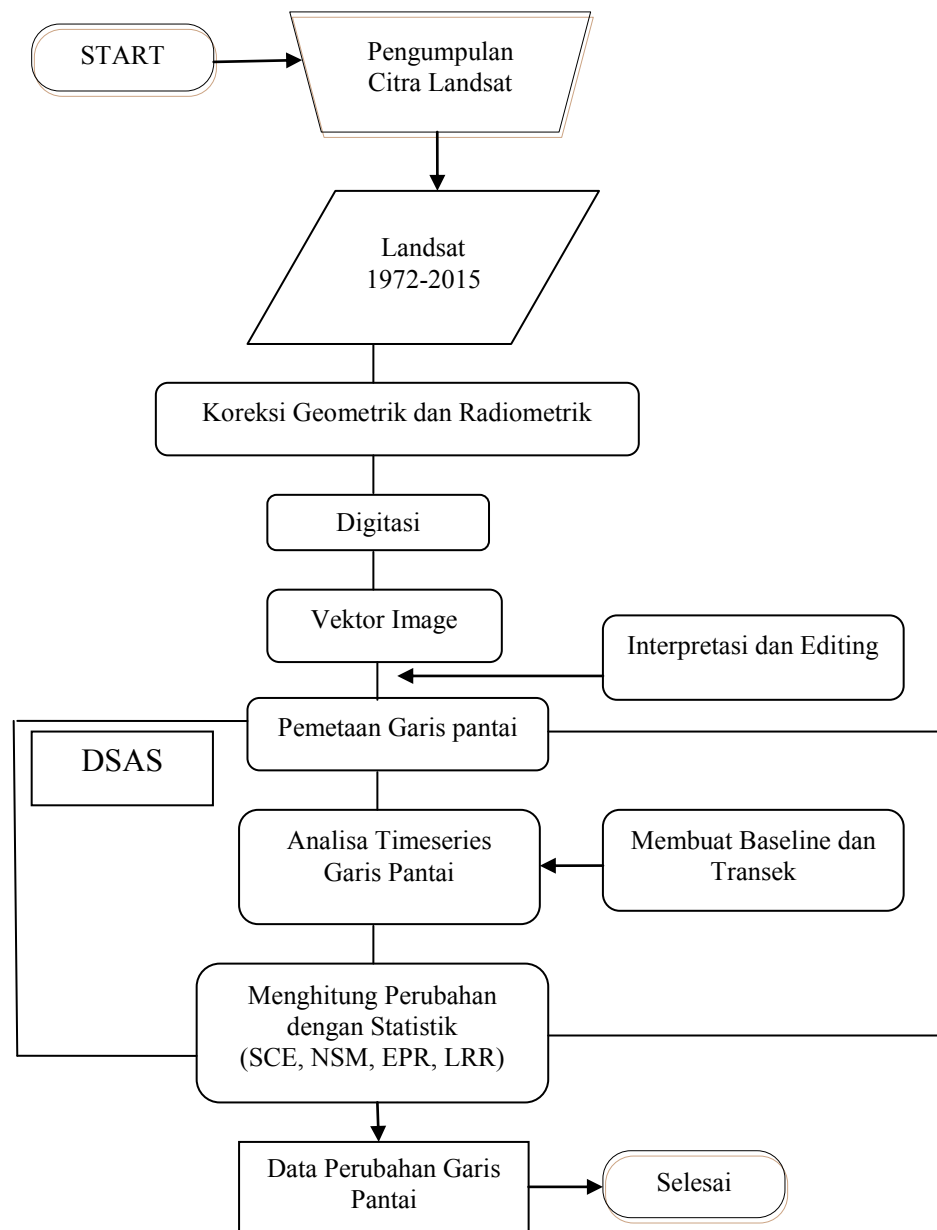 START
Pengumpulan
Citra Landsat
Landsat
1972-2015
Koreksi Geometrik dan Radiometrik
Digitasi
Vektor Image
Interpretasi dan Editing
Pemetaan Garis pantai
DSAS
Analisa Timeseries
Garis Pantai
Membuat Baseline dan
Transek
Menghitung Perubahan
dengan Statistik
(SCE, NSM, EPR, LRR)
Data Perubahan Garis
Pantai
Selesai